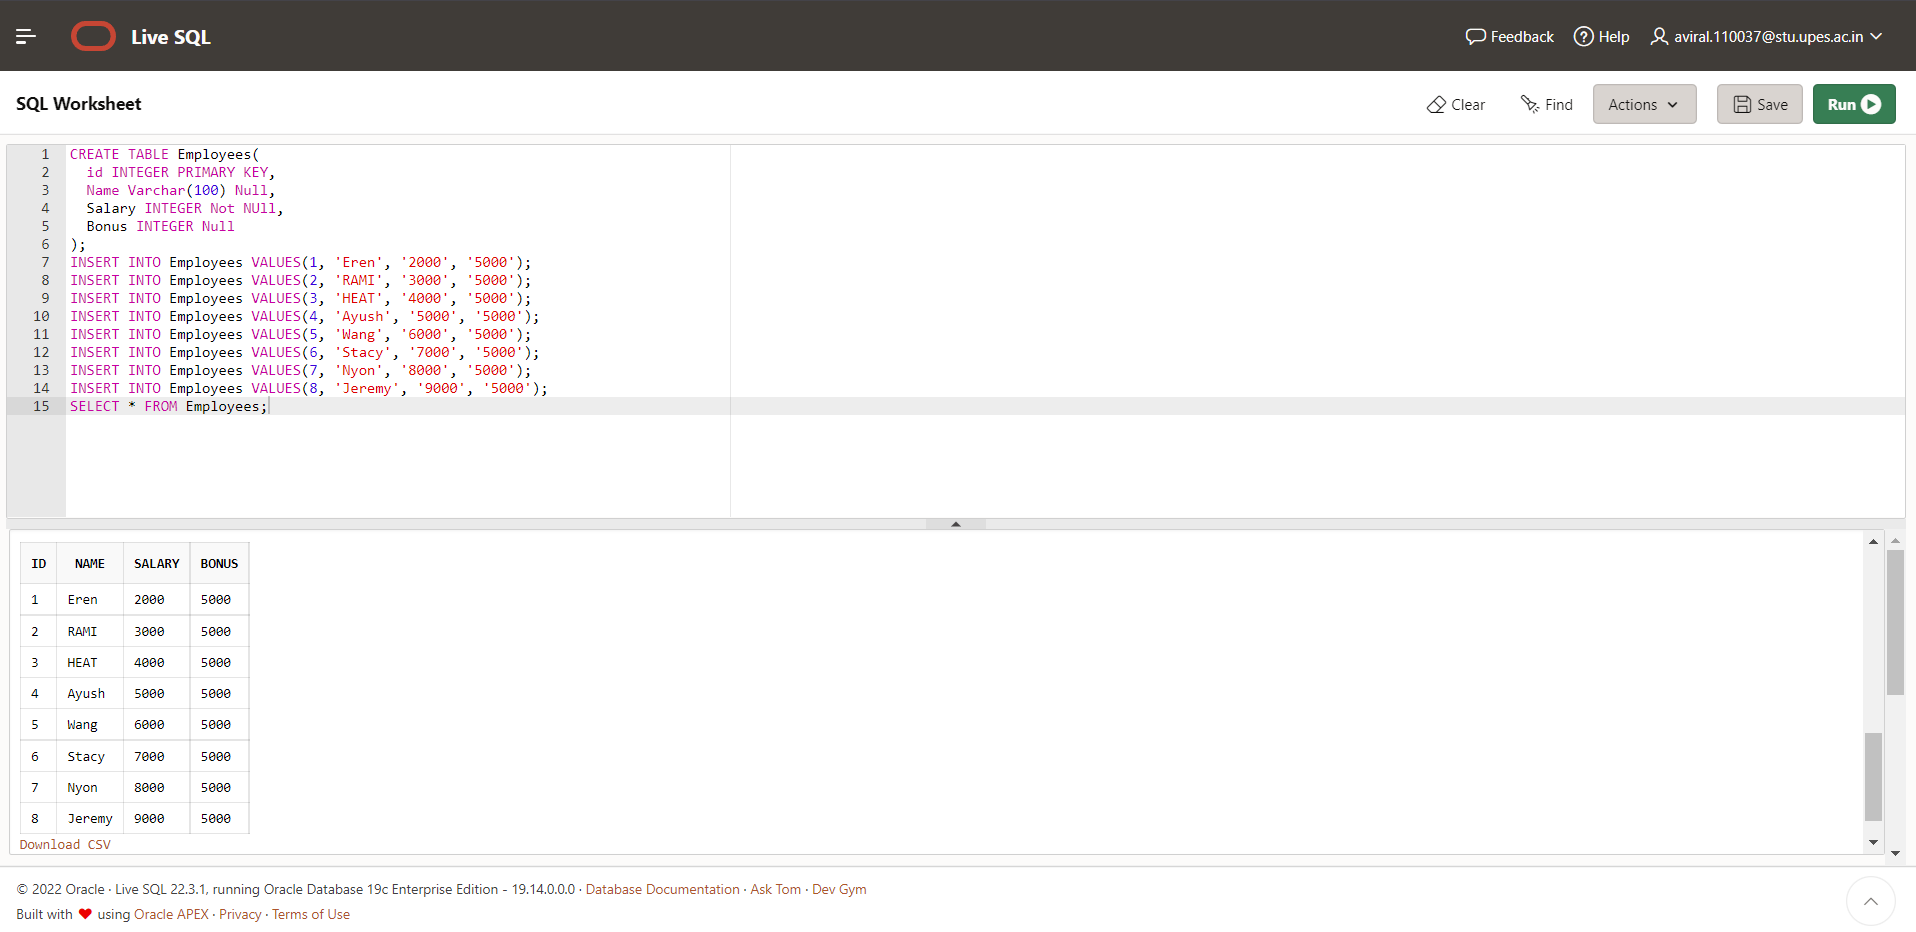 Live SQL
Feedback
Help
aviral.110037@stu.upes.ac.in
SQL Worksheet
Clear
Find
Actions
Save
Run
1 CREATE TABLE Employees(
2 id INTEGER PRIMARY KEY,
3 Name Varchar(100) Null,
4 Salary INTEGER Not NUll,
5 Bonus INTEGER Null
6 );
7 INSERT INTO Employees VALUES(1, 'Eren', '2000', '5000');
8 INSERT INTO Employees VALUES(2, 'RAMI', '3000', '5000');
9 INSERT INTO Employees VALUES(3, 'HEAT', '4000', '5000');
10 INSERT INTO Employees VALUES(4, 'Ayush', '5000', '5000');
11 INSERT INTO Employees VALUES(5, 'Wang', '6000', '5000');
12 INSERT INTO Employees VALUES(6, 'Stacy', '7000', '5000');
13 INSERT INTO Employees VALUES(7, 'Nyon', '8000', '5000');
14 INSERT INTO Employees VALUES(8, 'Jeremy', '9000', '5000');
15 SELECT * FROM Employees;
ID NAME SALARY BONUS
1 Eren 2000 5000
2 RAMI 3000 5000
3 HEAT 4000 5000
4 Ayush 5000 5000
5 Wang 6000 5000
6 Stacy 7000 5000
7 Nyon 8000 5000
8 Jeremy 9000 5000
Download CSV
© 2022 Oracle · Live SQL 22.3.1, running Oracle Database 19c Enterprise Edition - 19.14.0.0.0 · Database Documentation · Ask Tom · Dev Gym
Built with ❤ using Oracle APEX · Privacy · Terms of Use